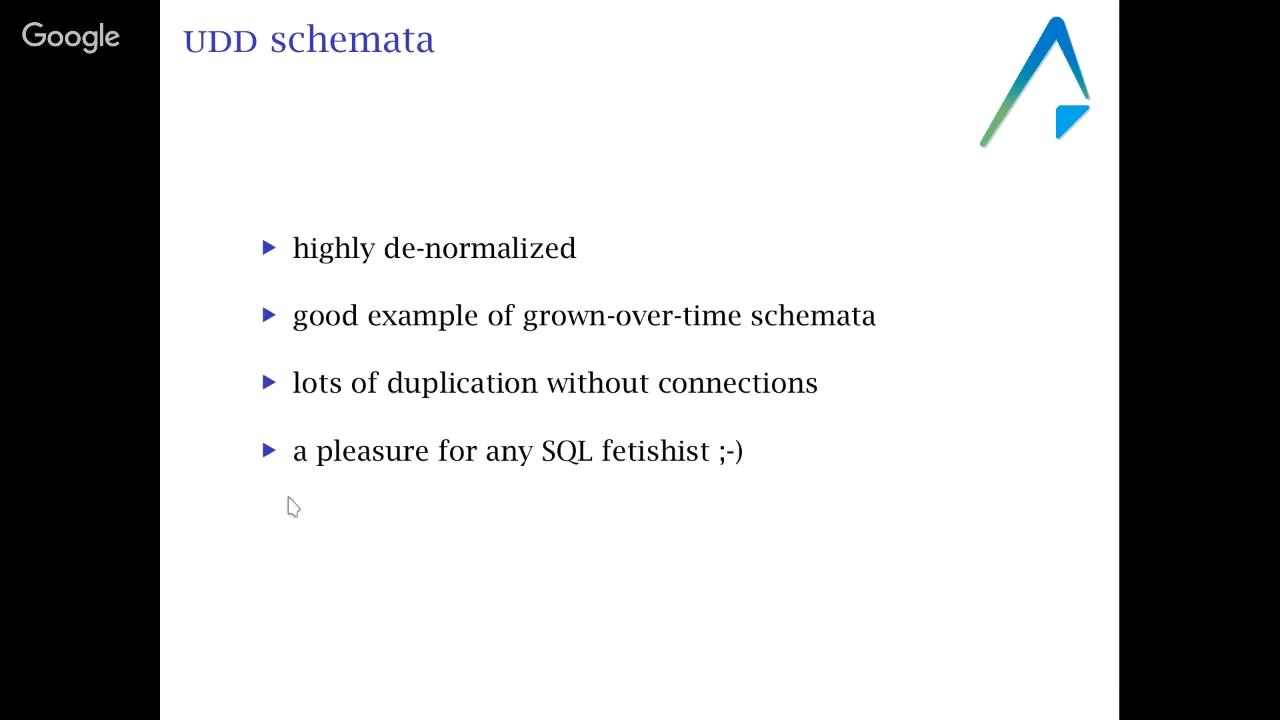 Google
UDD schemata
highly de-normalized
good example of grown-over-time schemata
lots of duplication without connections
a pleasure for any SQL fetishist ;-)